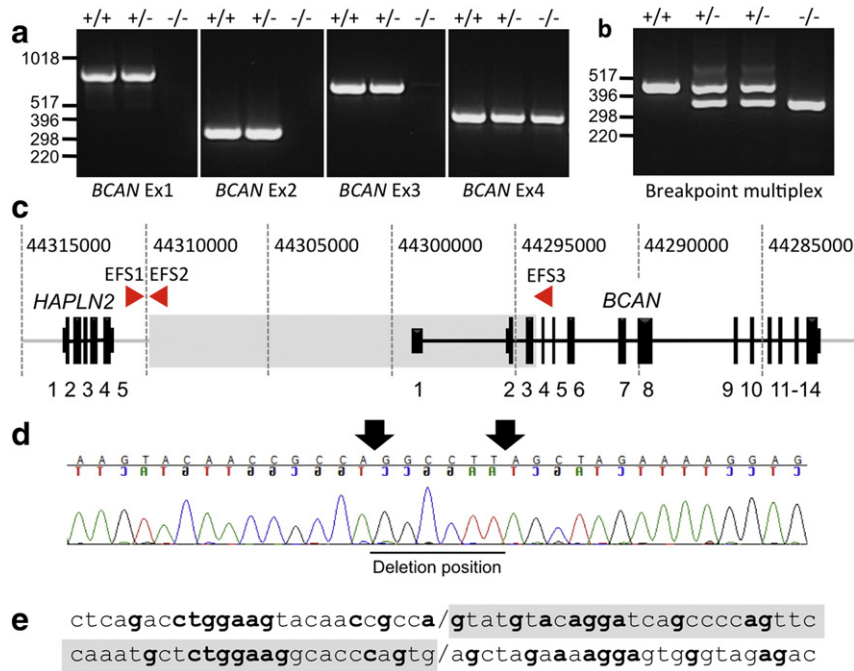 a
+/+ +/- -/- +/+ +/- -/- +/+ +/- -/- +/+ +/- -/-
1018
517
396
298
220
BCAN Ex1 BCAN Ex2 BCAN Ex3 BCAN Ex4
b
+/+ +/- +/- -/-
517
396
298
220
Breakpoint multiplex
c
44315000 44310000 44305000 44300000 44295000 44290000 44285000
EFS1 EFS2 EFS3
HAPLN2 BCAN
1 2 3 4 5 1 2 3 4 5 6 7 8 9 10 11-14
d
A A G T A C A A C C G C C A G G C C T T A G C T A G A A A A G G A G
T T C A T G T T G G C G G T C C G G A A T C G A T C T T T T C C T C
Deletion position
e
ctcagacctggaagtacaaccgcca/gtatgtacaggatcagccccagttc
caaatgctctggaaggcacccagtg/agctagaaaaggagtgggtagagac